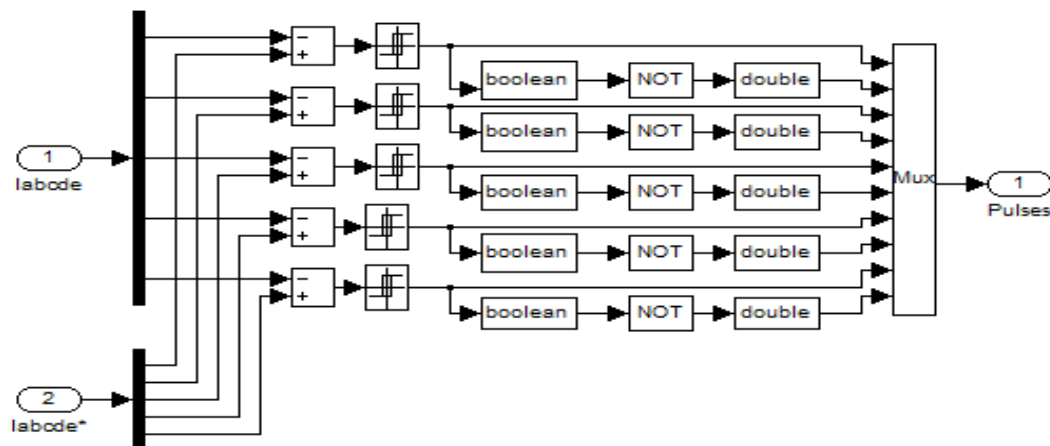 − +
boolean NOT double
− +
boolean NOT double
1
Iabcde
− +
boolean NOT double
Mux
1
Pulses
− +
boolean NOT double
− +
boolean NOT double
2
Iabcde*